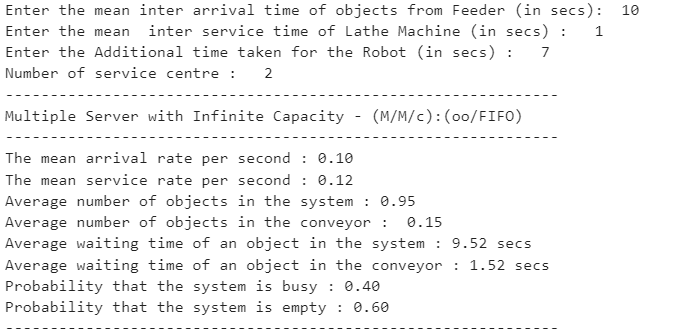 Enter the mean inter arrival time of objects from Feeder (in secs):  10
Enter the mean  inter service time of Lathe Machine (in secs) :   1
Enter the Additional time taken for the Robot (in secs) :   7
Number of service centre :   2
---------------------------------------------------------------
Multiple Server with Infinite Capacity - (M/M/c):(oo/FIFO)
---------------------------------------------------------------
The mean arrival rate per second : 0.10
The mean service rate per second : 0.12
Average number of objects in the system : 0.95
Average number of objects in the conveyor :  0.15
Average waiting time of an object in the system : 9.52 secs
Average waiting time of an object in the conveyor : 1.52 secs
Probability that the system is busy : 0.40
Probability that the system is empty : 0.60
---------------------------------------------------------------